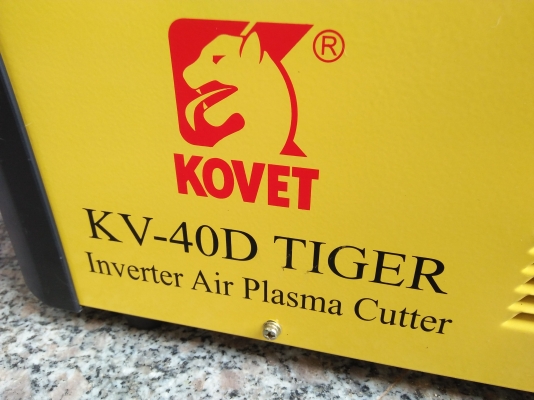 ®
KOVET
KV-40D TIGER
Inverter Air Plasma Cutter